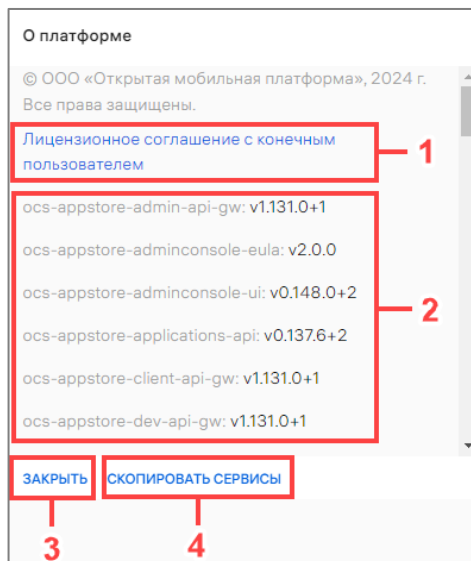 О платформе
© ООО «Открытая мобильная платформа», 2024 г.
Все права защищены.
Лицензионное соглашение с конечным
пользователем
1
ocs-appstore-admin-api-gw: v1.131.0+1
ocs-appstore-adminconsole-eula: v2.0.0
ocs-appstore-adminconsole-ui: v0.148.0+2
2
ocs-appstore-applications-api: v0.137.6+2
ocs-appstore-client-api-gw: v1.131.0+1
ocs-appstore-dev-api-gw: v1.131.0+1
ЗАКРЫТЬ СКОПИРОВАТЬ СЕРВИСЫ
3 4